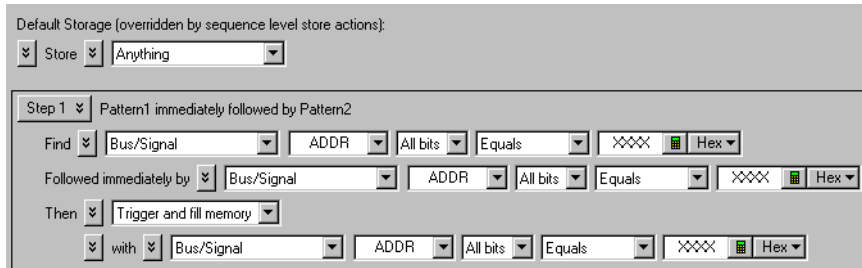 Default Storage (overridden by sequence level store actions):
Store Anything
Step 1 Pattern1 immediately followed by Pattern2
Find Bus/Signal ADDR All bits Equals XXXX Hex
Followed immediately by Bus/Signal ADDR All bits Equals XXXX Hex
Then Trigger and fill memory
with Bus/Signal ADDR All bits Equals XXXX Hex